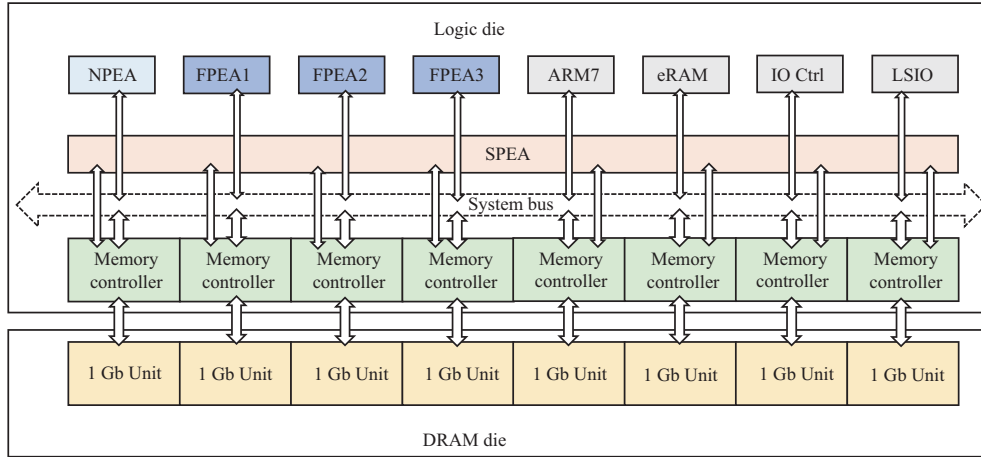 Logic die
NPEA FPEA1 FPEA2 FPEA3 ARM7 eRAM IO Ctrl LSIO
SPEA
System bus
Memory Memory Memory Memory Memory Memory Memory Memory
controller controller controller controller controller controller controller controller
1 Gb Unit 1 Gb Unit 1 Gb Unit 1 Gb Unit 1 Gb Unit 1 Gb Unit 1 Gb Unit 1 Gb Unit
DRAM die